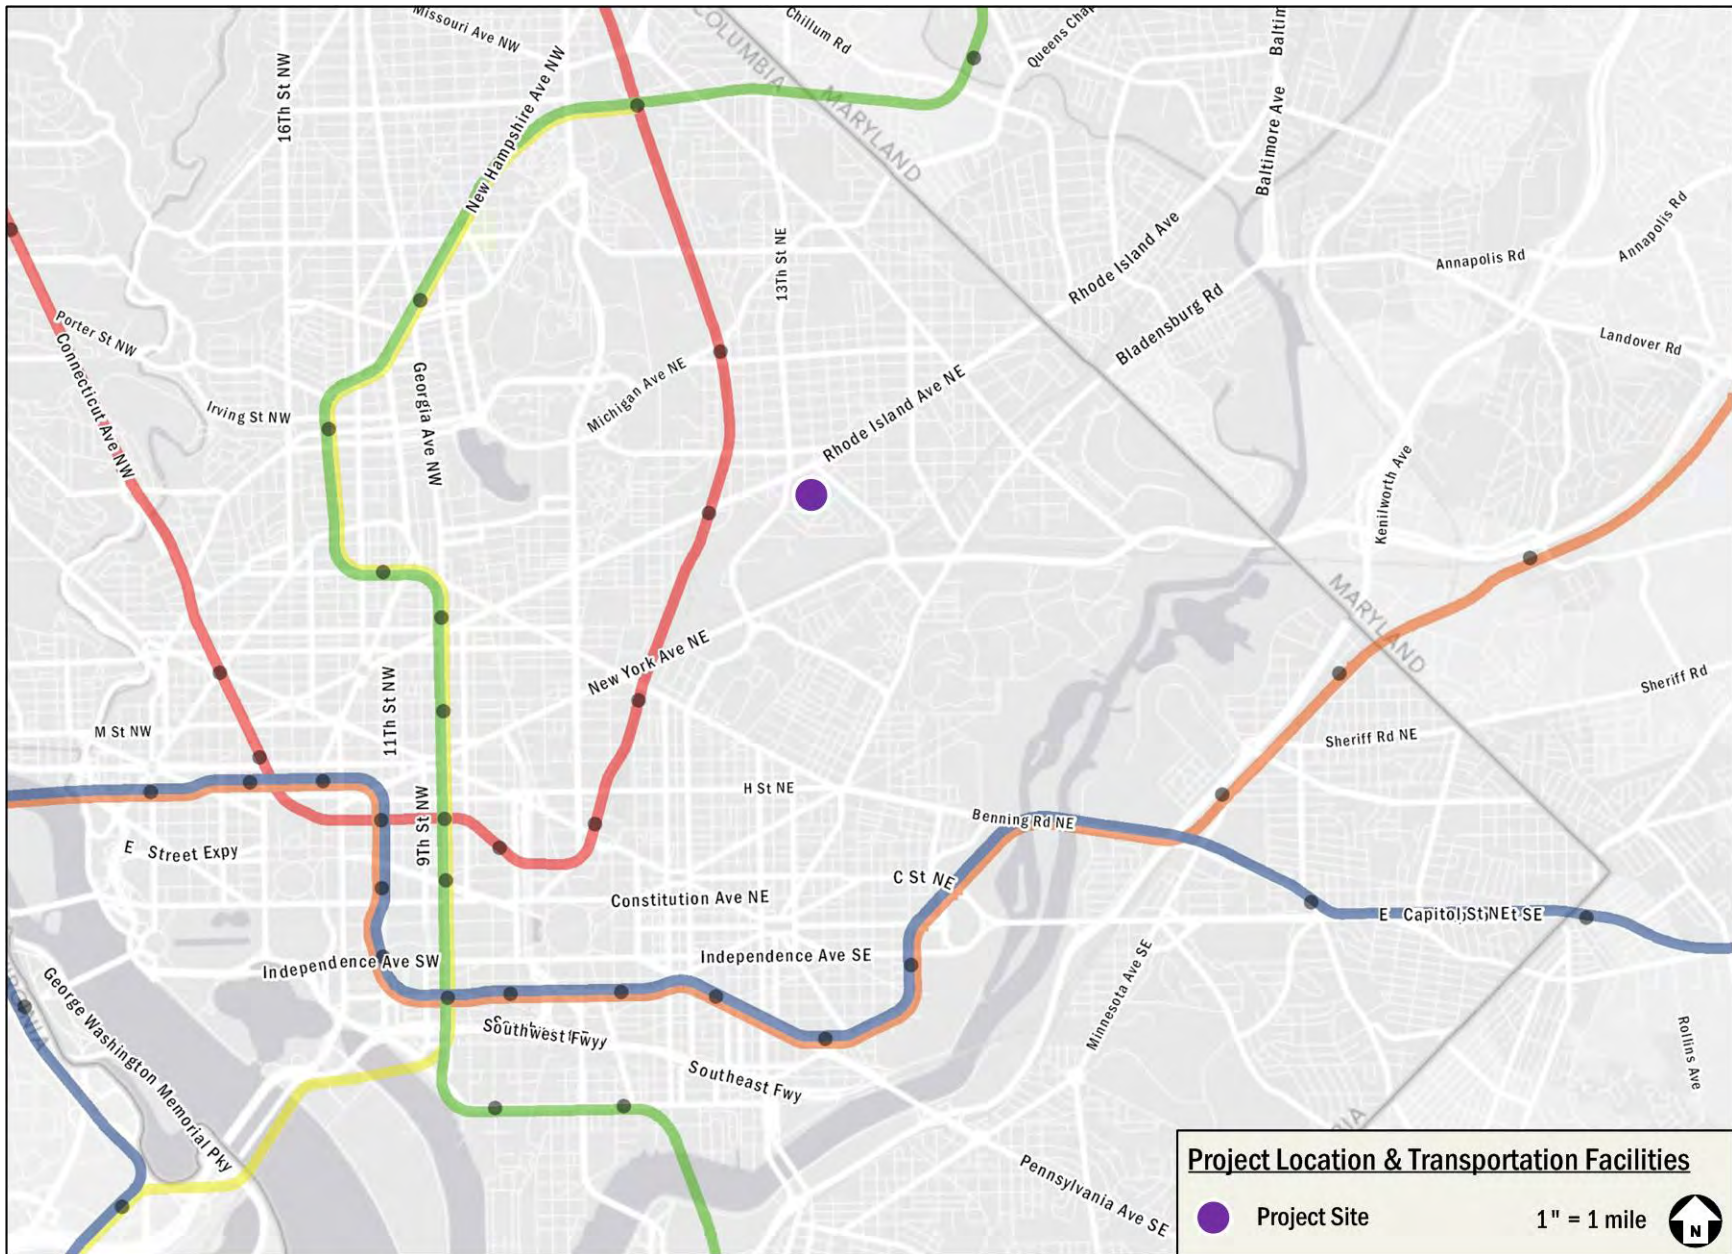 Missouri Ave NW
COLUMBIA
Chillum Rd
Queens Chap
Baltim
16Th St NW
New Hampshire Ave NW
MARYLAND
Baltimore Ave
13Th St NE
Rhode Island Ave
Annapolis Rd
Annapolis Rd
Porter St NW
Connecticut Ave NW
Bladensburg Rd
Landover Rd
Irving St NW
Georgia Ave NW
Michigan Ave NE
Rhode Island Ave NE
Kenilworth Ave
MARYLAND
New York Ave NE
11Th St NW
Sheriff Rd
M St NW
Sheriff Rd NE
H St NE
9Th St NW
Benning Rd NE
E Street Expy
C St NE
Constitution Ave NE
E Capitol St NE
t SE
Independence Ave SW
Independence Ave SE
George Washington Memorial Pky
Southwest Fwy
Minnesota Ave SE
Southeast Fwy
Rollins Ave
Pennsylvania Ave SE
Project Location & Transportation Facilities
Project Site
1" = 1 mile
N